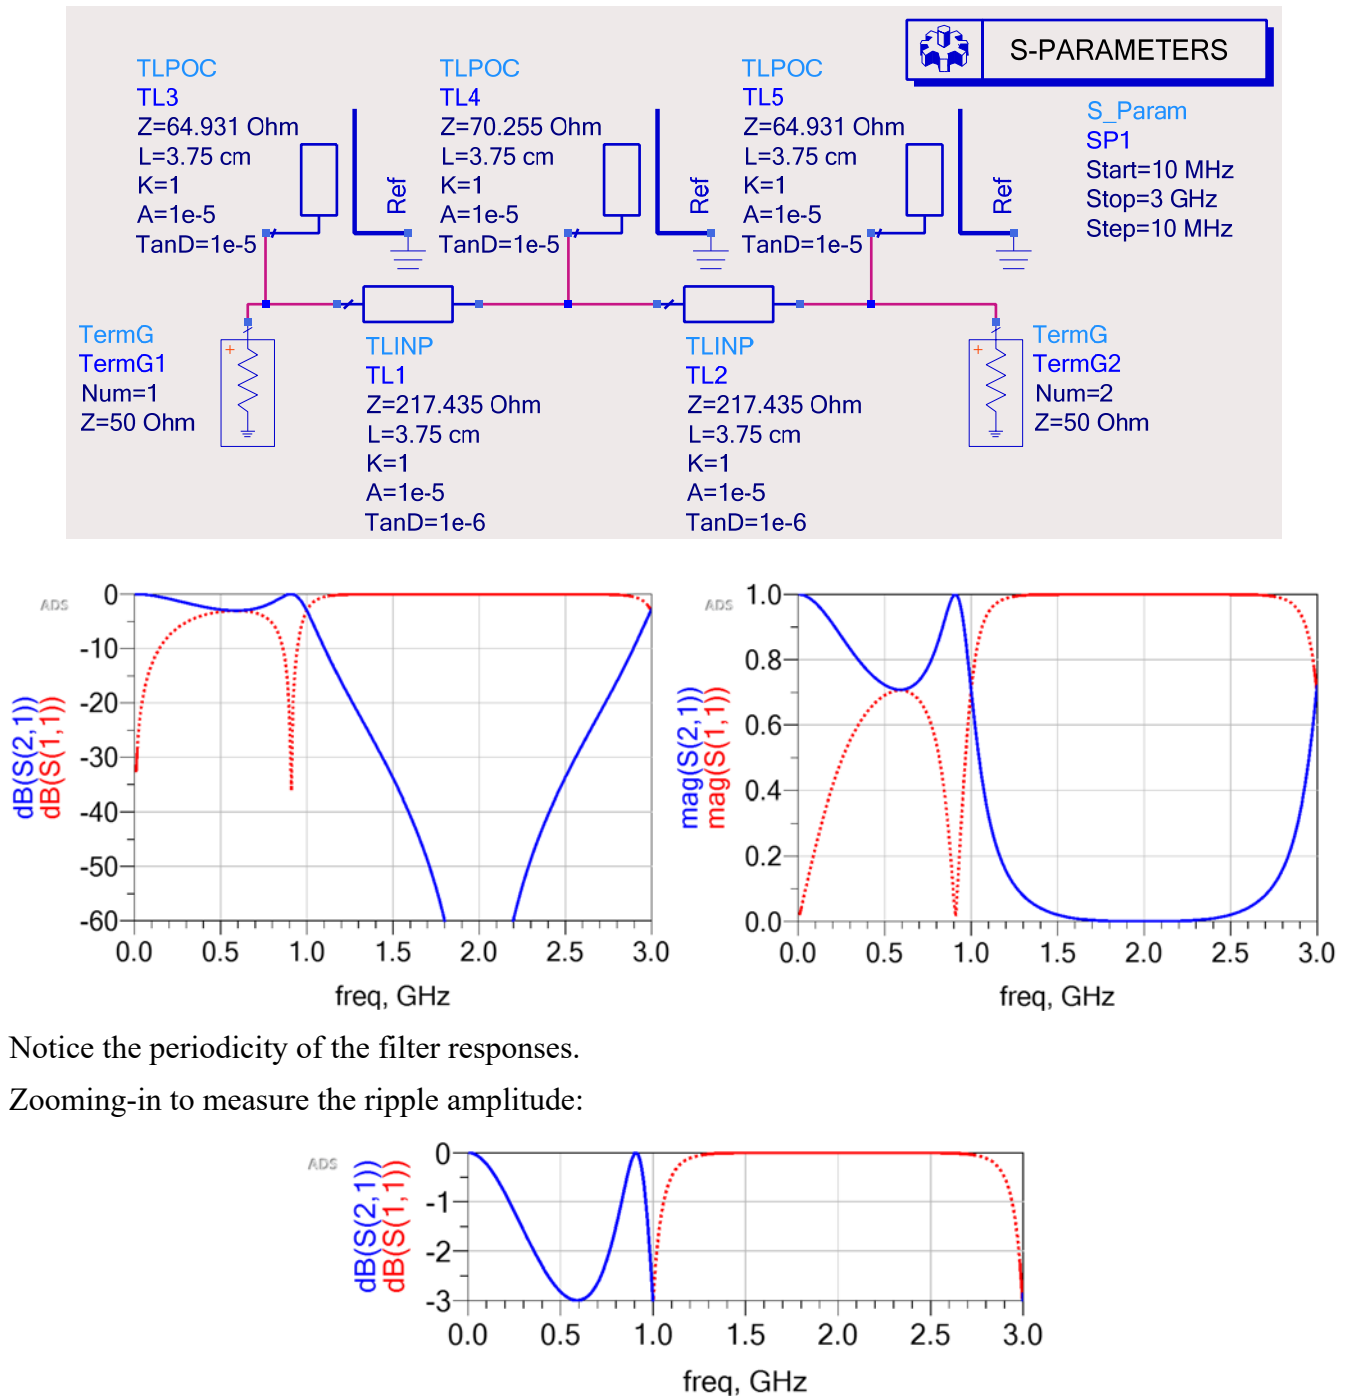 S-PARAMETERS
TLPOC
TL3
Z=64.931 Ohm
L=3.75 cm
K=1
A=1e-5
TanD=1e-5
Ref
TLPOC
TL4
Z=70.255 Ohm
L=3.75 cm
K=1
A=1e-5
TanD=1e-5
Ref
TLPOC
TL5
Z=64.931 Ohm
L=3.75 cm
K=1
A=1e-5
TanD=1e-5
Ref
S_Param
SP1
Start=10 MHz
Stop=3 GHz
Step=10 MHz
TermG
TermG1
Num=1
Z=50 Ohm
+
TLINP
TL1
Z=217.435 Ohm
L=3.75 cm
K=1
A=1e-5
TanD=1e-6
TLINP
TL2
Z=217.435 Ohm
L=3.75 cm
K=1
A=1e-5
TanD=1e-6
+
TermG
TermG2
Num=2
Z=50 Ohm
ADS
dB(S(2,1))
dB(S(1,1))
0
-10
-20
-30
-40
-50
-60
0.0 0.5 1.0 1.5 2.0 2.5 3.0
freq, GHz
ADS
mag(S(2,1))
mag(S(1,1))
1.0
0.8
0.6
0.4
0.2
0.0
0.0 0.5 1.0 1.5 2.0 2.5 3.0
freq, GHz
Notice the periodicity of the filter responses.
Zooming-in to measure the ripple amplitude:
ADS
dB(S(2,1))
dB(S(1,1))
0
-1
-2
-3
0.0 0.5 1.0 1.5 2.0 2.5 3.0
freq, GHz